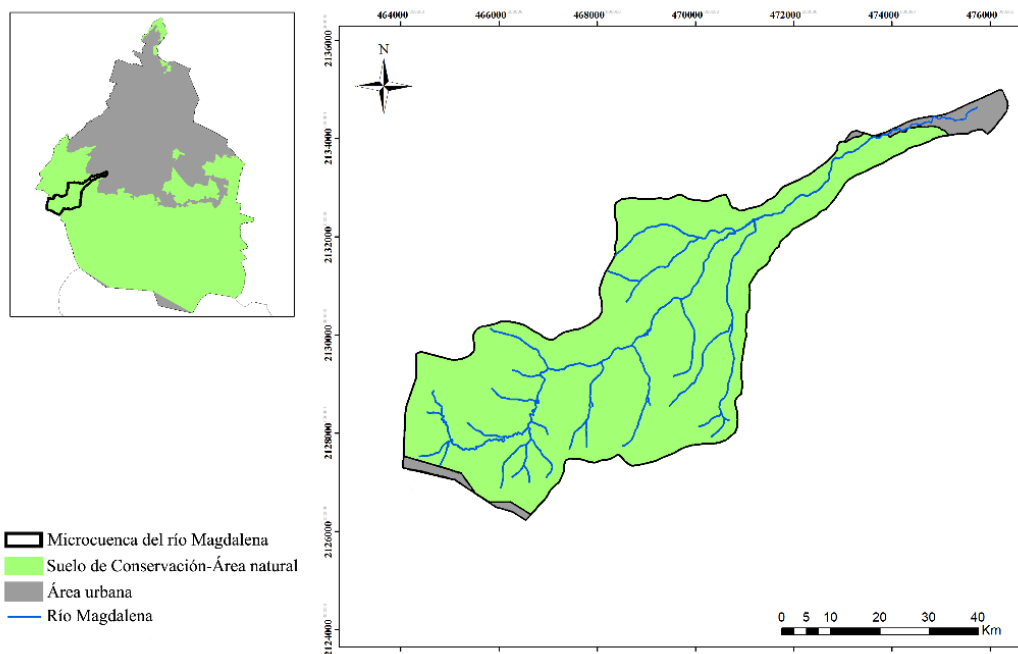 464000 466000 468000 470000 472000 474000 476000
2136000
N
2134000
2132000
2130000
2128000
2126000
2124000
Microcuenca del río Magdalena
Suelo de Conservación-Área natural
Área urbana
Río Magdalena
0 5 10 20 30 40
Km